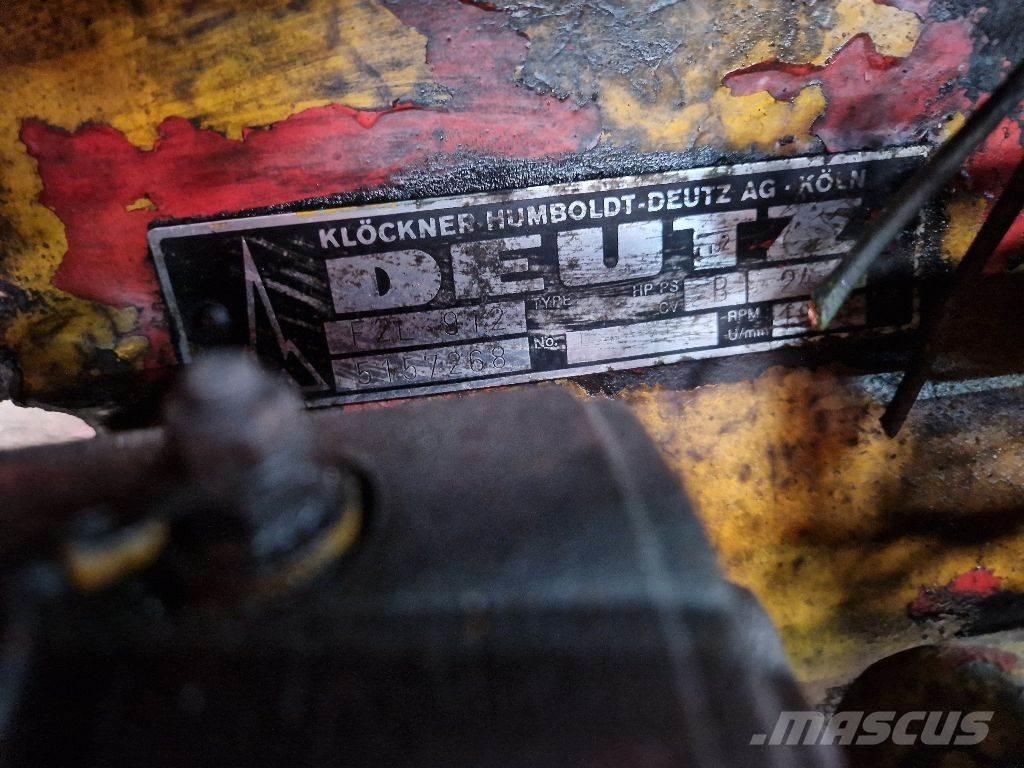 KLÖCKNER-HUMBOLDT-DEUTZ AG · KÖLN
DEUTZ
F2L 912 TYPE HP-PS CV B
5157268 No. RPM U/min
MASCUS